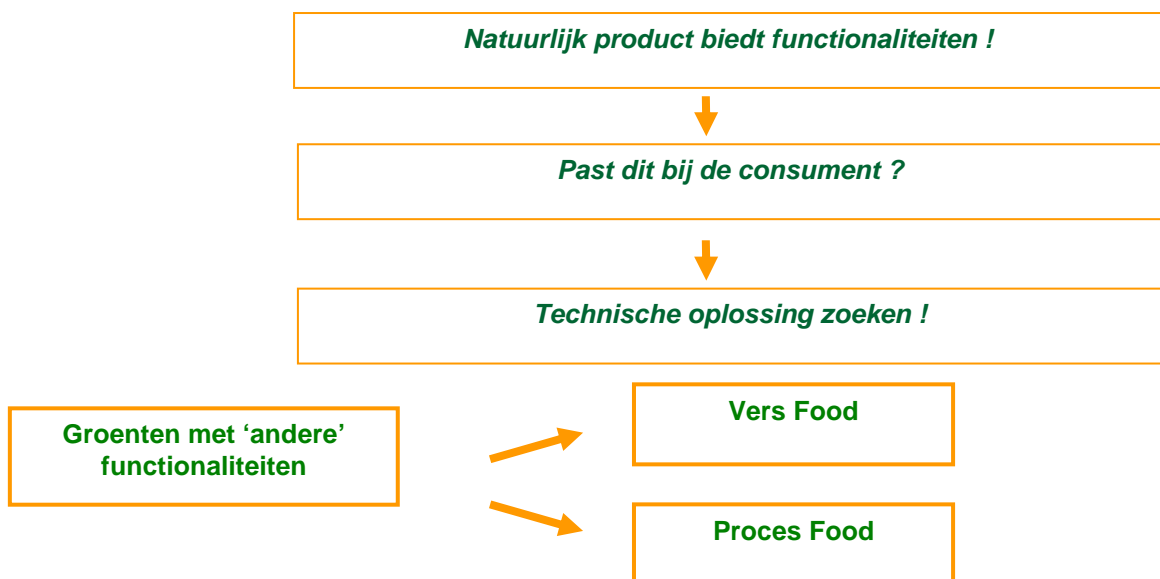 Natuurlijk product biedt functionaliteiten !
Past dit bij de consument ?
Technische oplossing zoeken !
Groenten met ‘andere’
functionaliteiten
Vers Food
Proces Food